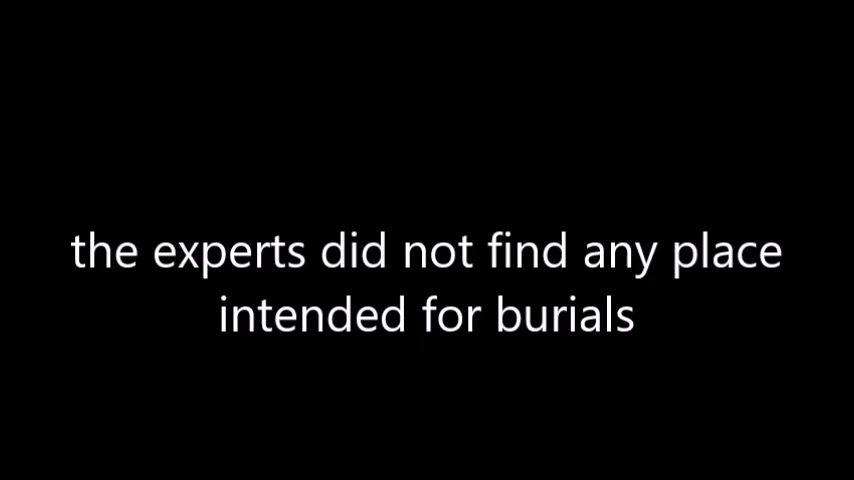 the experts did not find any place
intended for burials